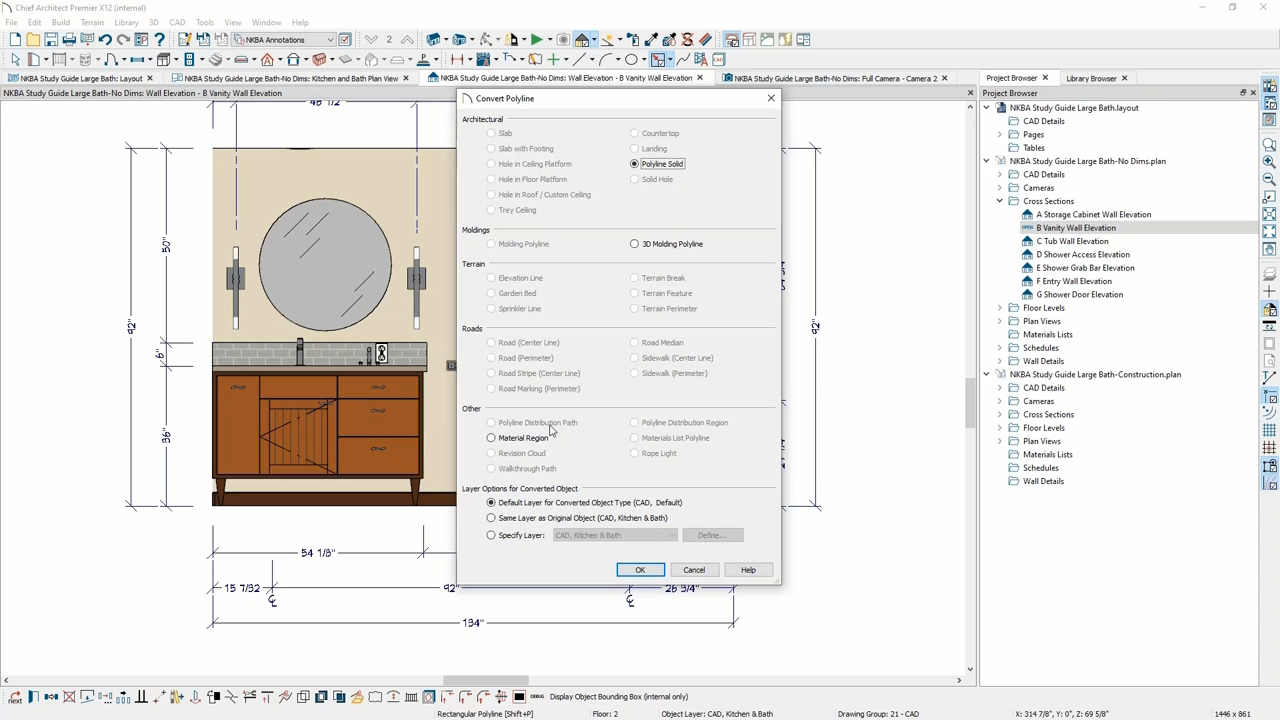 Chief Architect Premier X12 (internal)
File Edit Build Terrain Library 3D CAD Tools View Window Help
NKBA Annotations 2
NKBA Study Guide Large Bath: Layout NKBA Study Guide Large Bath-No Dims: Kitchen and Bath Plan View NKBA Study Guide Large Bath-No Dims: Wall Elevation - B Vanity Wall Elevation NKBA Study Guide Large Bath-No Dims: Full Camera - Camera 2
NKBA Study Guide Large Bath-No Dims: Wall Elevation - B Vanity Wall Elevation
Convert Polyline
Architectural
Slab Countertop
Slab with Footing Landing
Hole in Ceiling Platform Polyline Solid
Hole in Floor Platform Solid Hole
Hole in Roof / Custom Ceiling
Trey Ceiling
Moldings
Molding Polyline 3D Molding Polyline
Terrain
Elevation Line Terrain Break
Garden Bed Terrain Feature
Sprinkler Line Terrain Perimeter
Roads
Road (Center Line) Road Median
Road (Perimeter) Sidewalk (Center Line)
Road Stripe (Center Line) Sidewalk (Perimeter)
Road Marking (Perimeter)
Other
Polyline Distribution Path Polyline Distribution Region
Material Region Materials List Polyline
Revision Cloud Rope Light
Walkthrough Path
Layer Options for Converted Object
Default Layer for Converted Object Type (CAD, Default)
Same Layer as Original Object (CAD, Kitchen & Bath)
Specify Layer: CAD, Kitchen & Bath Define...
OK Cancel Help
50"
92"
6"
36"
92"
54 1/8"
15 7/32 92" 26 3/4"
134"
Project Browser Library Browser
Project Browser
NKBA Study Guide Large Bath.layout
CAD Details
Pages
Tables
NKBA Study Guide Large Bath-No Dims.plan
CAD Details
Cameras
Cross Sections
A Storage Cabinet Wall Elevation
OPEN B Vanity Wall Elevation
C Tub Wall Elevation
D Shower Access Elevation
E Shower Grab Bar Elevation
F Entry Wall Elevation
G Shower Door Elevation
Floor Levels
Plan Views
Materials Lists
Schedules
Wall Details
NKBA Study Guide Large Bath-Construction.plan
CAD Details
Cameras
Cross Sections
Floor Levels
Plan Views
Materials Lists
Schedules
Wall Details
next DEBUG Display Object Bounding Box (internal only)
Rectangular Polyline [Shift+P] Floor: 2 Object Layer: CAD, Kitchen & Bath Drawing Group: 21 - CAD X: 314 7/8", Y: 0", Z: 69 5/8" 1446 x 861